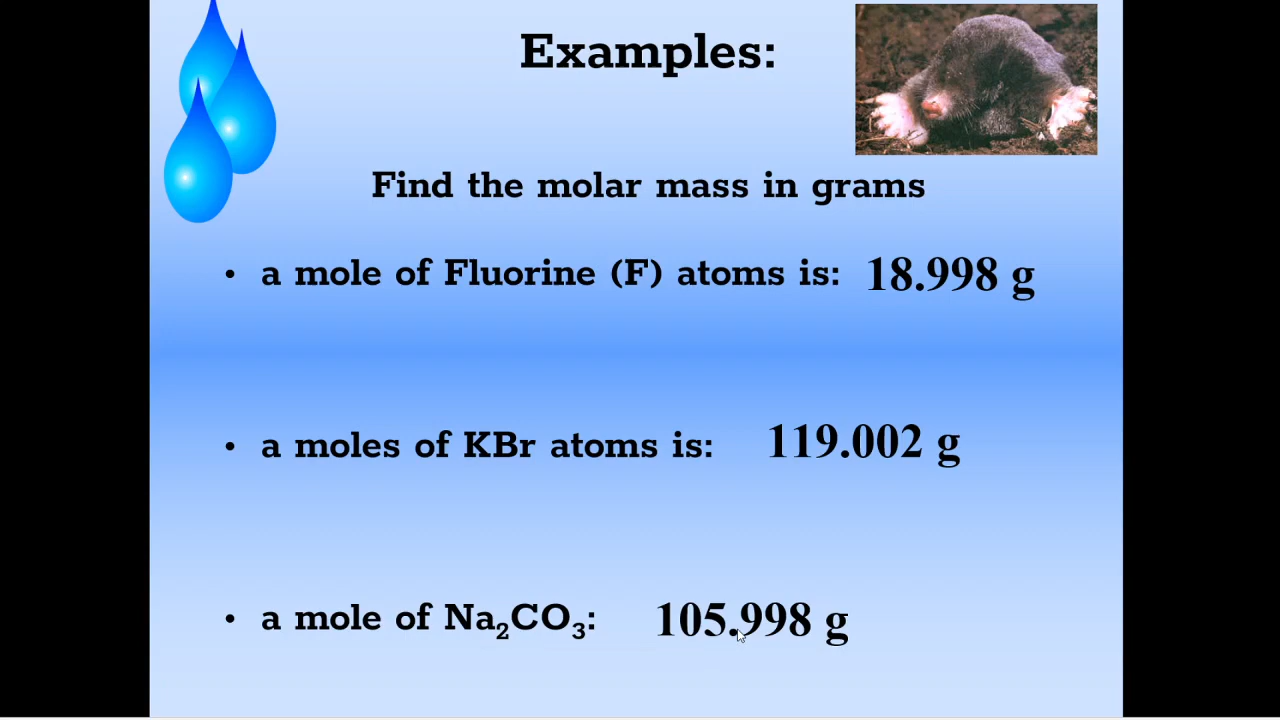 Examples:
Find the molar mass in grams
• a mole of Fluorine (F) atoms is: 18.998 g
• a moles of KBr atoms is: 119.002 g
• a mole of Na₂CO₃: 105.998 g